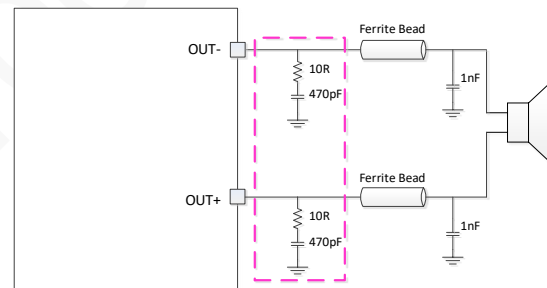 Ferrite Bead
OUT-
10R
470pF
1nF
Ferrite Bead
OUT+
10R
470pF
1nF